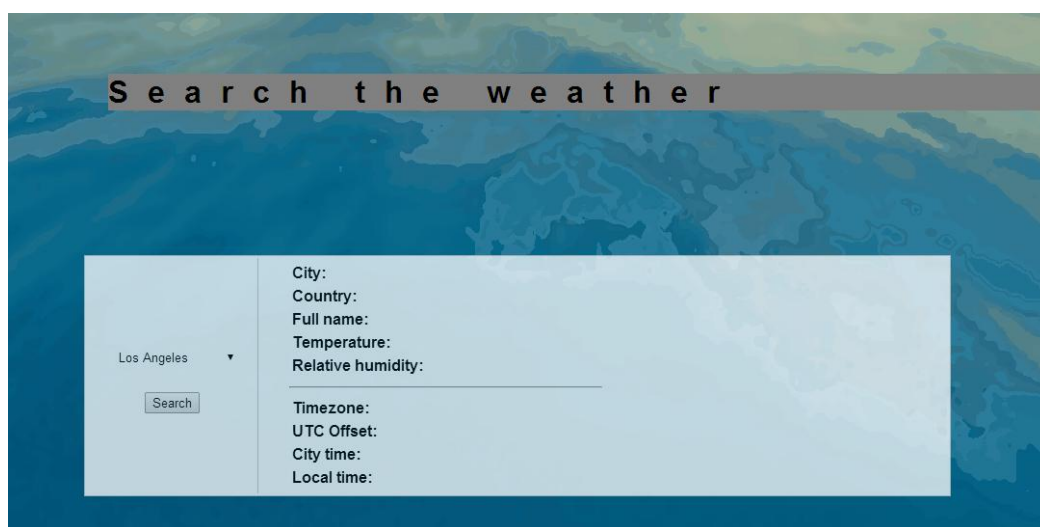 Search the weather
City:
Country:
Full name:
Temperature:
Relative humidity:
Los Angeles ▼
Search
Timezone:
UTC Offset:
City time:
Local time: